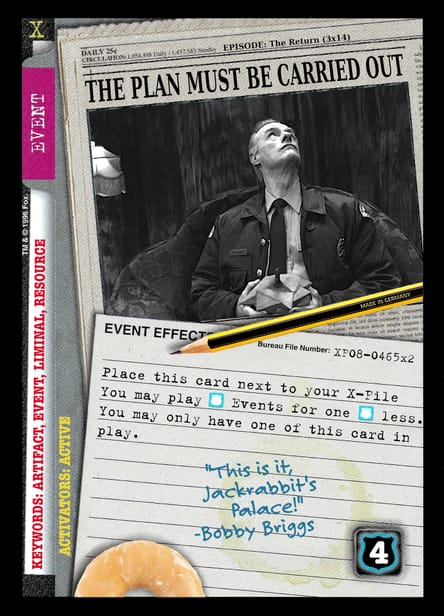 X
EVENT
TM & © 1996 Fox.
KEYWORDS: ARTIFACT, EVENT, LIMINAL, RESOURCE
ACTIVATORS: ACTIVE
DAILY 25¢
CIRCULATION: 1,058,498 Daily / 1,457,583 Sunday
EPISODE: The Return (3x14)
THE PLAN MUST BE CARRIED OUT
MADE IN GERMANY
EVENT EFFECT
Bureau File Number: XF08-0465x2
Place this card next to your X-File
You may play Events for one less.
You may only have one of this card in
play.
"This is it,
Jackrabbit's
Palace!"
-Bobby Briggs
4